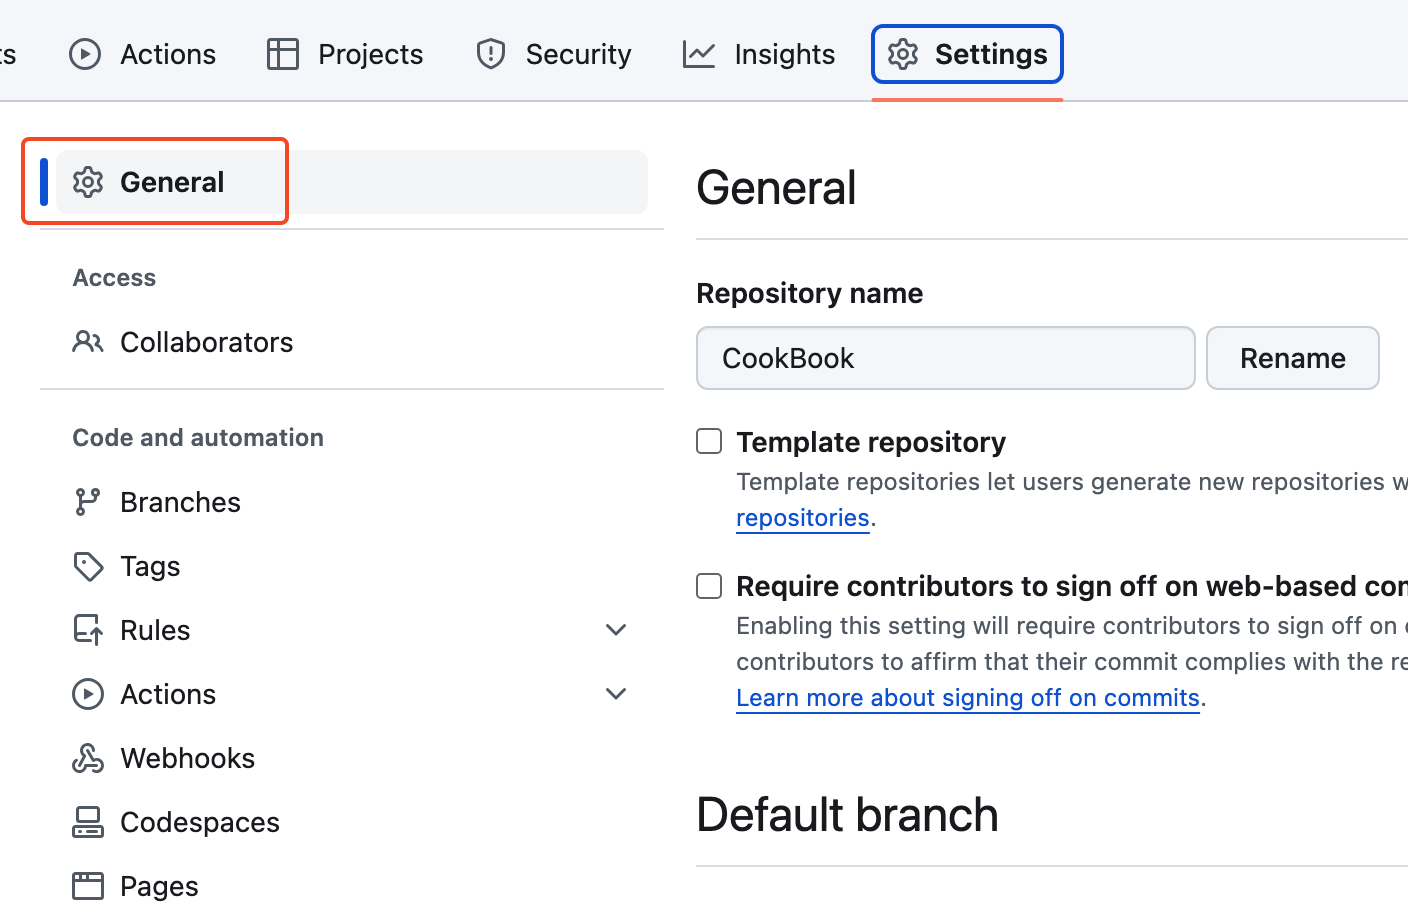 ts
Actions
Projects
Security
Insights
Settings
General
Access
Collaborators
Code and automation
Branches
Tags
Rules
Actions
Webhooks
Codespaces
Pages
General
Repository name
CookBook
Rename
Template repository
Template repositories let users generate new repositories w
repositories.
Require contributors to sign off on web-based com
Enabling this setting will require contributors to sign off on
contributors to affirm that their commit complies with the re
Learn more about signing off on commits.
Default branch